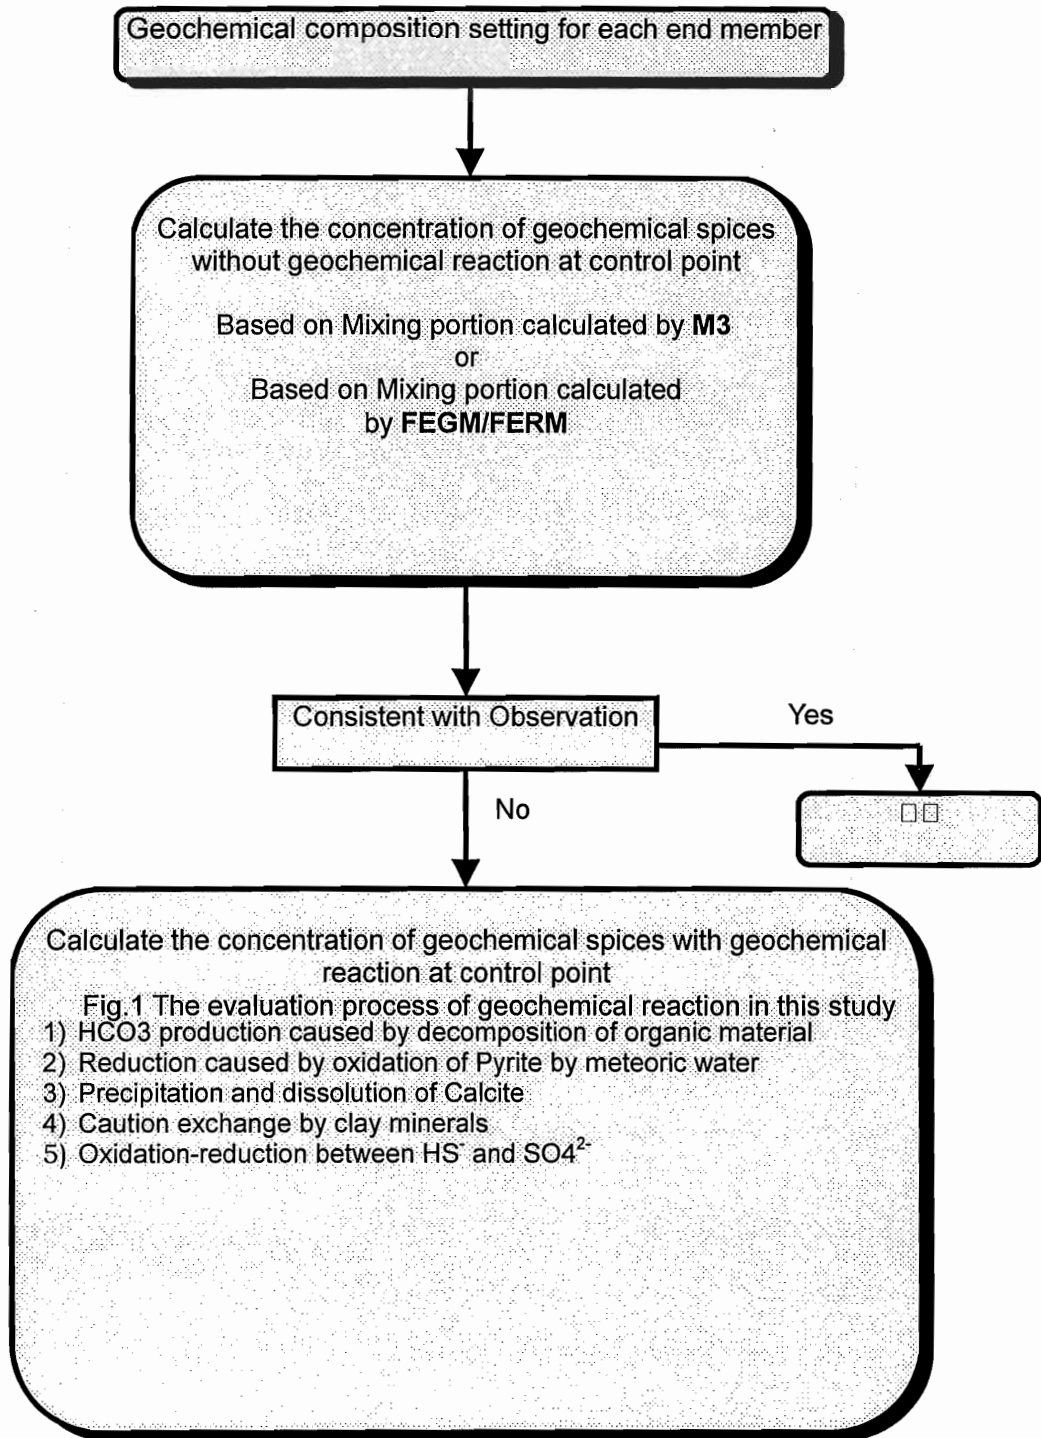 Geochemical composition setting for each end member
Calculate the concentration of geochemical spices
without geochemical reaction at control point
Based on Mixing portion calculated by M3
or
Based on Mixing portion calculated
by FEGM/FERM
Consistent with Observation
Yes
No
□□
Calculate the concentration of geochemical spices with geochemical
reaction at control point
Fig.1 The evaluation process of geochemical reaction in this study
1) HCO3 production caused by decomposition of organic material
2) Reduction caused by oxidation of Pyrite by meteoric water
3) Precipitation and dissolution of Calcite
4) Caution exchange by clay minerals
5) Oxidation-reduction between HS⁻ and SO4²⁻